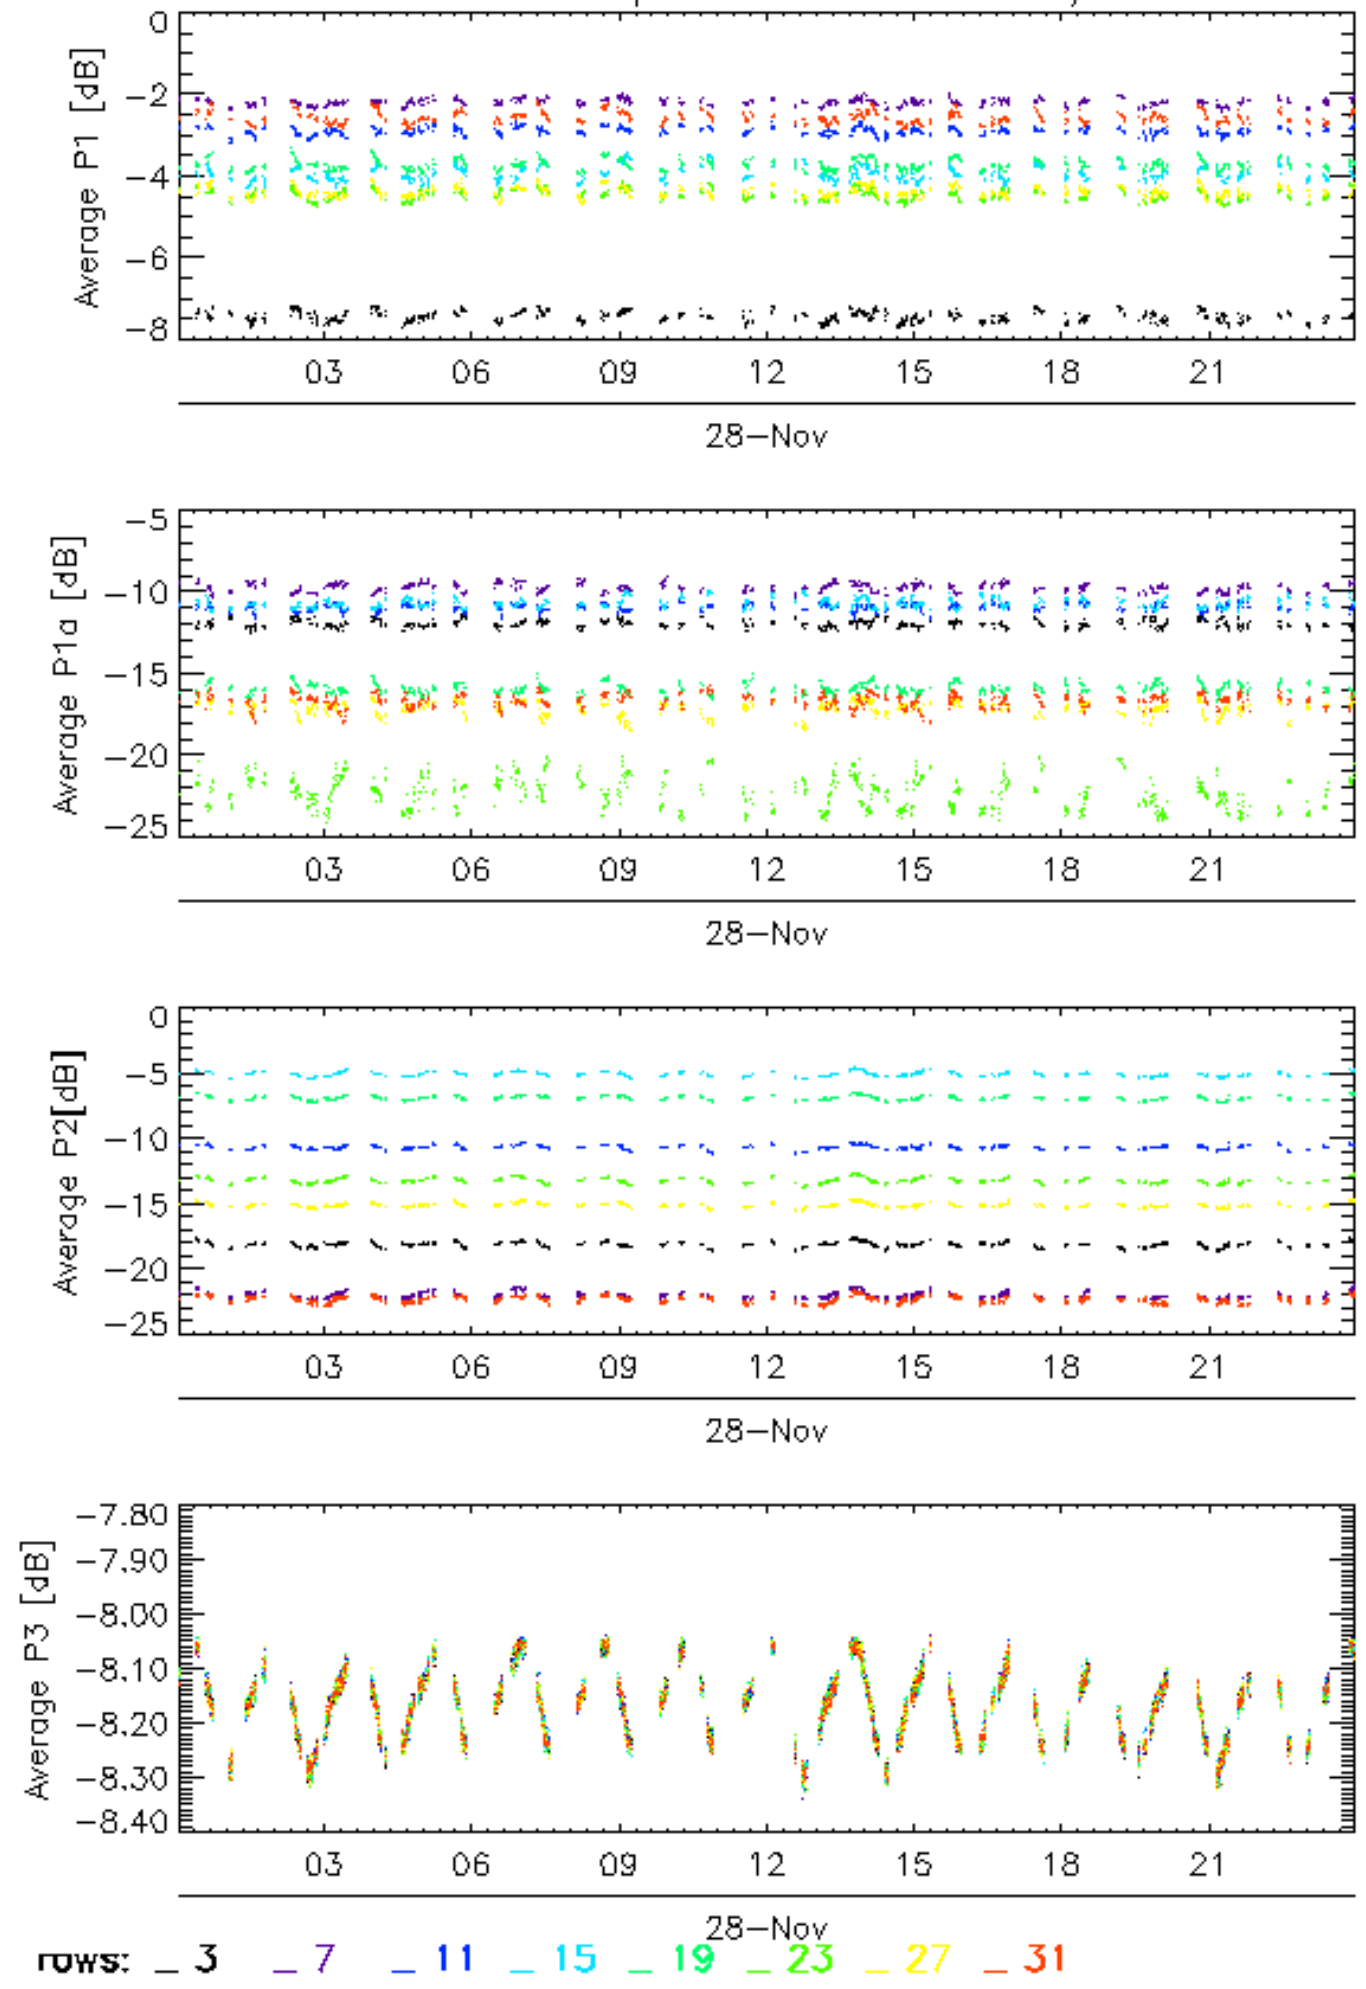 0
Average P1 [dB]
−2
−4
−6
−8
03 06 09 12 15 18 21
28−Nov
−5
Average P1a [dB]
−10
−15
−20
−25
03 06 09 12 15 18 21
28−Nov
0
Average P2[dB]
−5
−10
−15
−20
−25
03 06 09 12 15 18 21
28−Nov
−7.80
Average P3 [dB]
−7.90
−8.00
−8.10
−8.20
−8.30
−8.40
03 06 09 12 15 18 21
28−Nov
rows: _ 3 _ 7 _ 11 _ 15 _ 19 _ 23 _ 27 _ 31